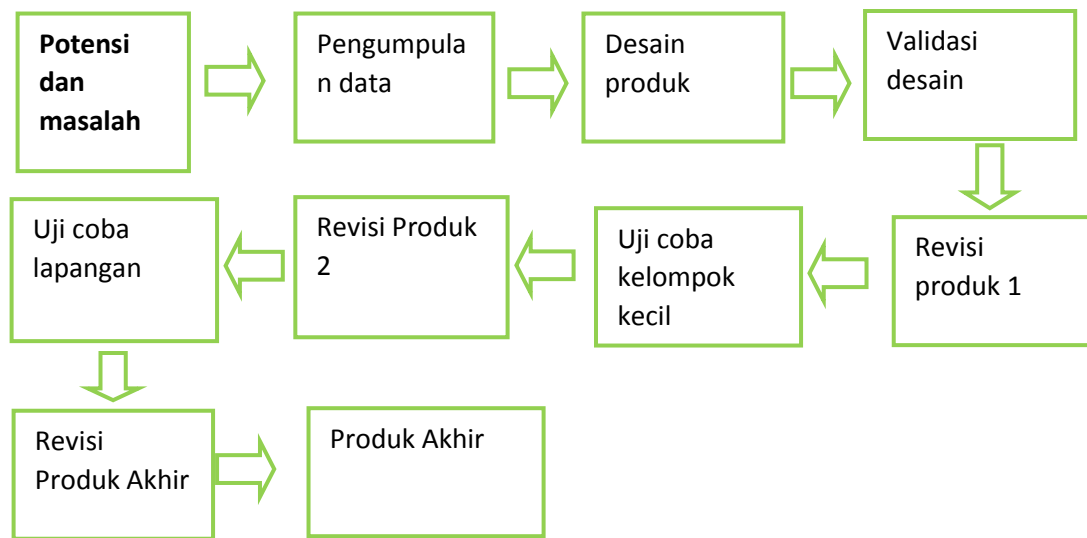 Potensi
dan
masalah
Pengumpula
n data
Desain
produk
Validasi
desain
Revisi
produk 1
Uji coba
kelompok
kecil
Revisi Produk
2
Uji coba
lapangan
Revisi
Produk Akhir
Produk Akhir